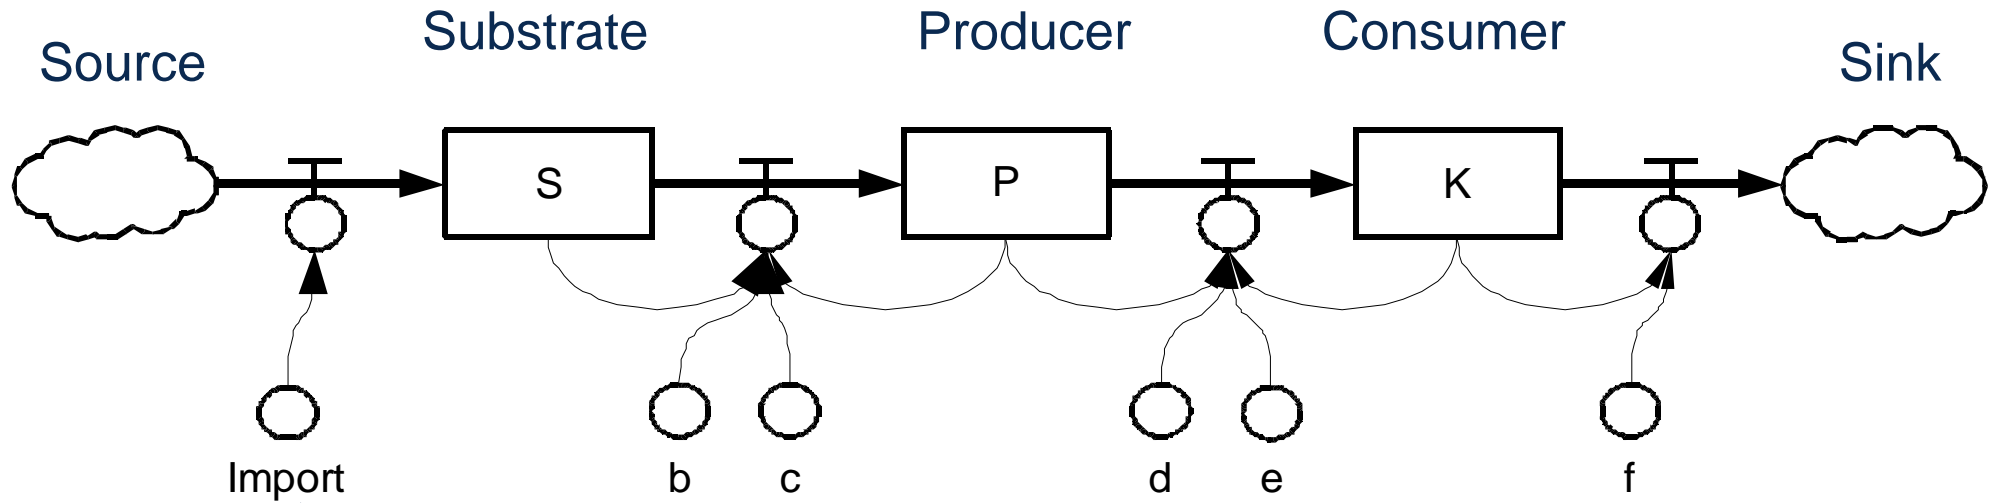 Source
Substrate
Producer
Consumer
Sink
S
P
K
Import
b
c
d
e
f